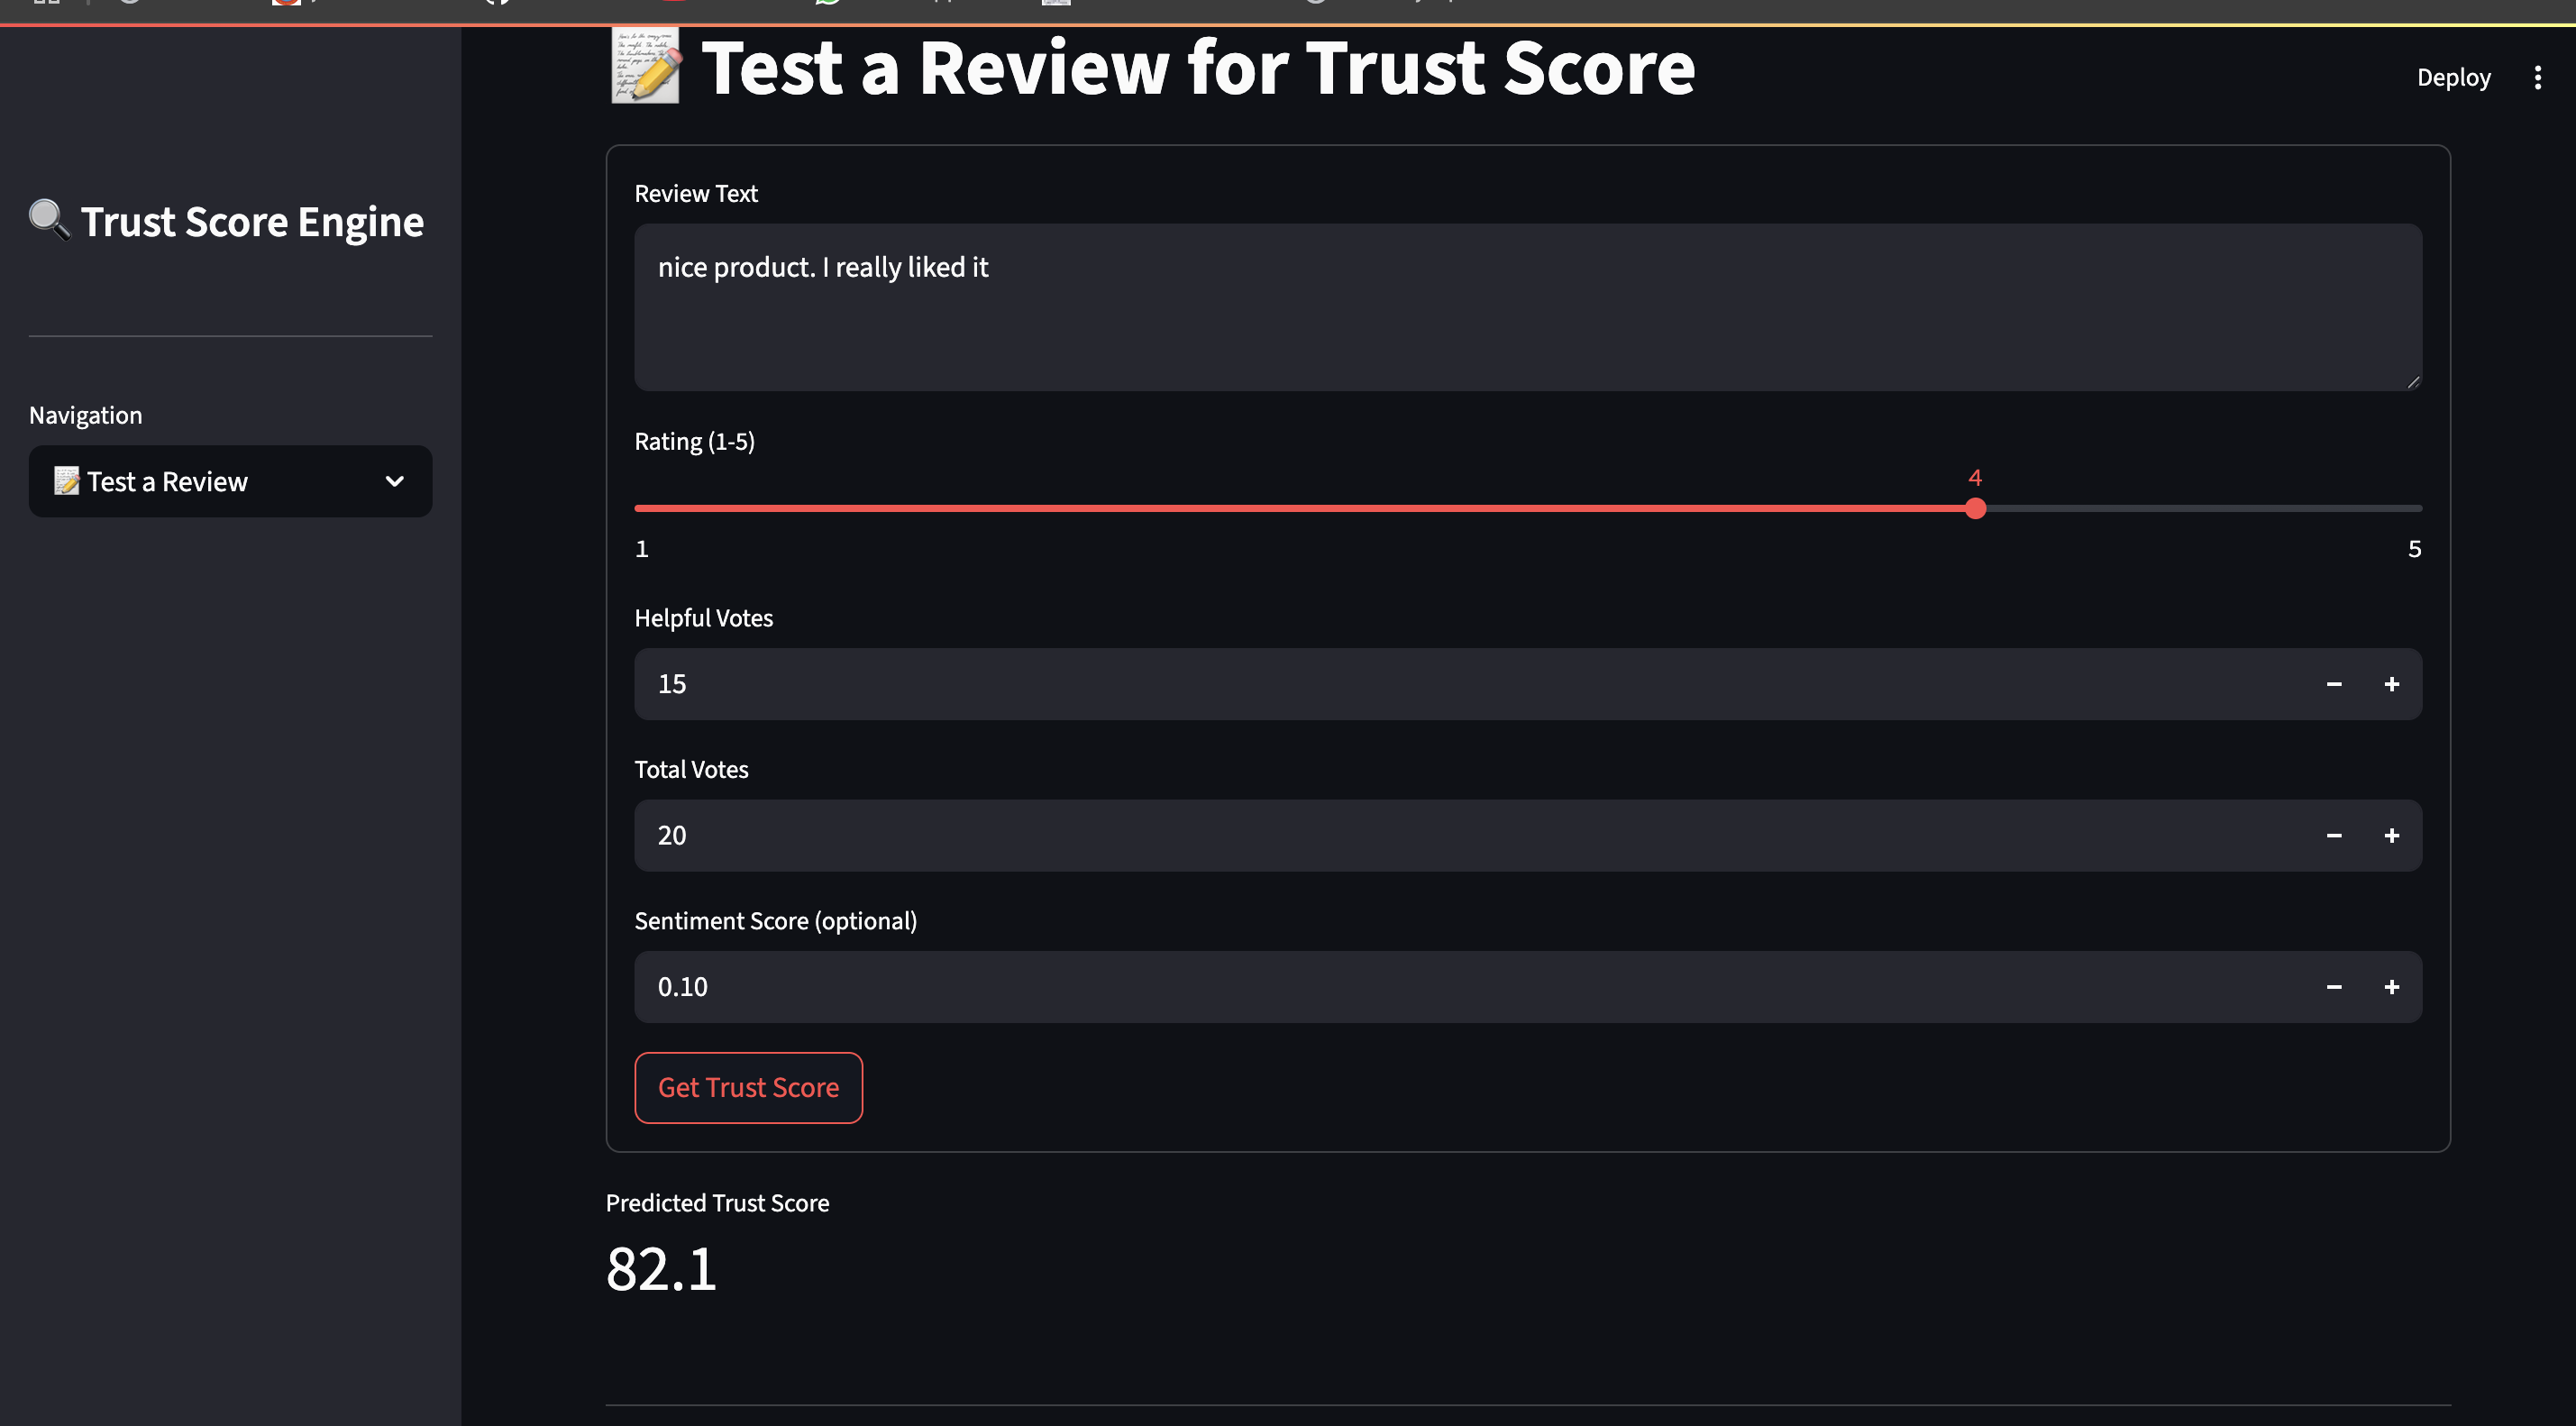 Test a Review for Trust Score
Deploy
Trust Score Engine
Navigation
Test a Review
Review Text
nice product. I really liked it
Rating (1-5)
4
1
5
Helpful Votes
15
Total Votes
20
Sentiment Score (optional)
0.10
Get Trust Score
Predicted Trust Score
82.1